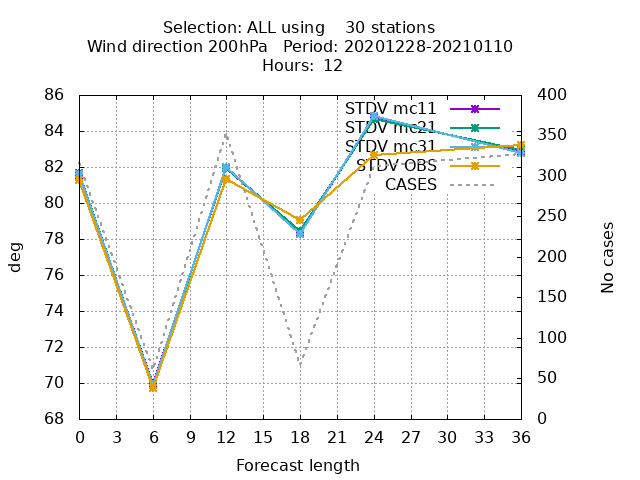 Selection: ALL using    30 stations
Wind direction 200hPa   Period: 20201228-20210110
Hours:  12
86
84
82
80
78
76
74
72
70
68
400
350
300
250
200
150
100
50
0
STDV mc11
STDV mc21
STDV mc31
STDV OBS
CASES
deg
No cases
0 3 6 9 12 15 18 21 24 27 30 33 36
Forecast length